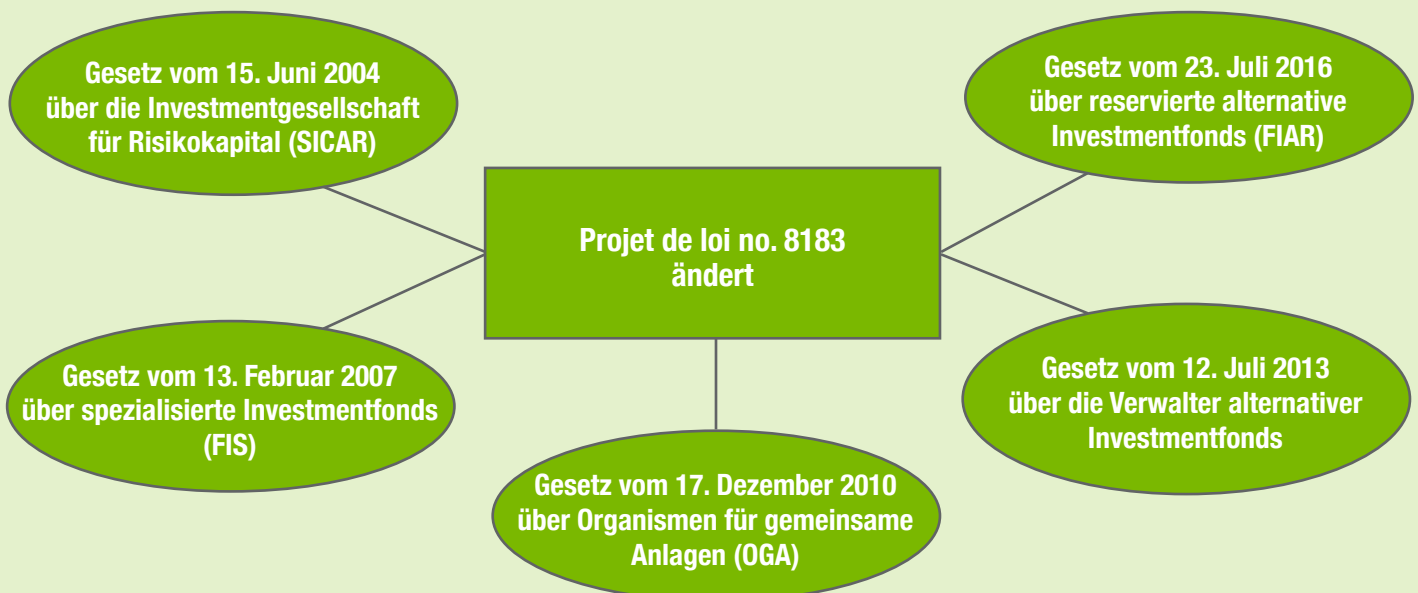 Gesetz vom 15. Juni 2004
über die Investmentgesellschaft
für Risikokapital (SICAR)
Gesetz vom 23. Juli 2016
über reservierte alternative
Investmentfonds (FIAR)
Projet de loi no. 8183
ändert
Gesetz vom 13. Februar 2007
über spezialisierte Investmentfonds
(FIS)
Gesetz vom 12. Juli 2013
über die Verwalter alternativer
Investmentfonds
Gesetz vom 17. Dezember 2010
über Organismen für gemeinsame
Anlagen (OGA)